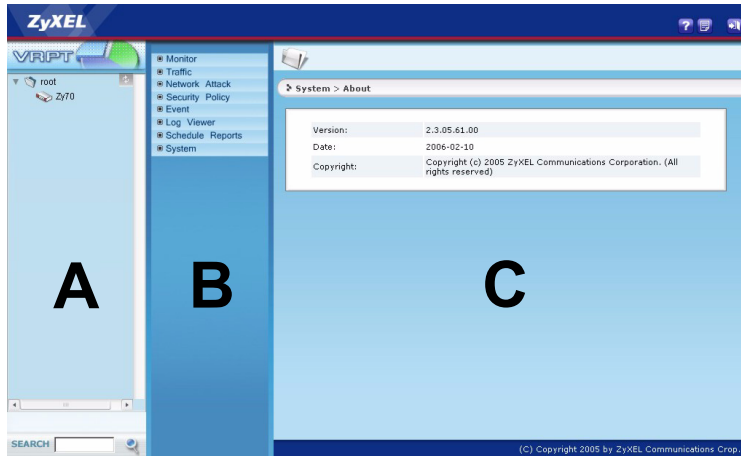 ZyXEL
?
VRPT
root
Zy70
A
SEARCH
Monitor
Traffic
Network Attack
Security Policy
Event
Log Viewer
Schedule Reports
System
B
System > About
Version: 2.3.05.61.00
Date: 2006-02-10
Copyright: Copyright (c) 2005 ZyXEL Communications Corporation. (All
rights reserved)
C
(C) Copyright 2005 by ZyXEL Communications Crop.